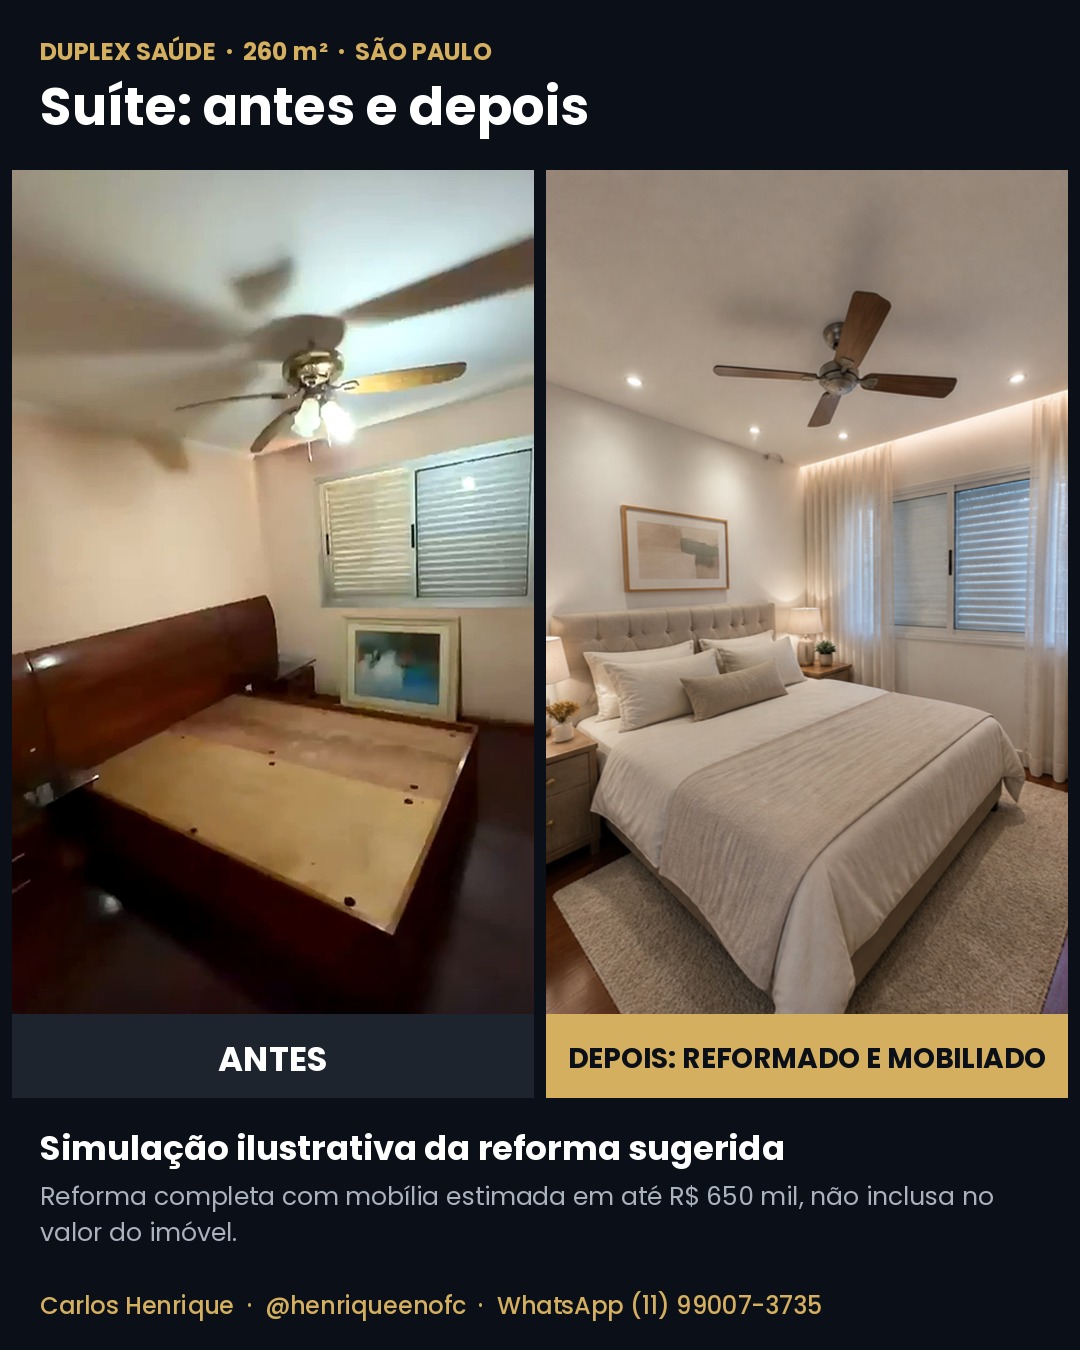 DUPLEX SAÚDE · 260 m² · SÃO PAULO
Suíte: antes e depois
ANTES
DEPOIS: REFORMADO E MOBILIADO
Simulação ilustrativa da reforma sugerida
Reforma completa com mobília estimada em até R$ 650 mil, não inclusa no
valor do imóvel.
Carlos Henrique · @henriqueenofc · WhatsApp (11) 99007-3735